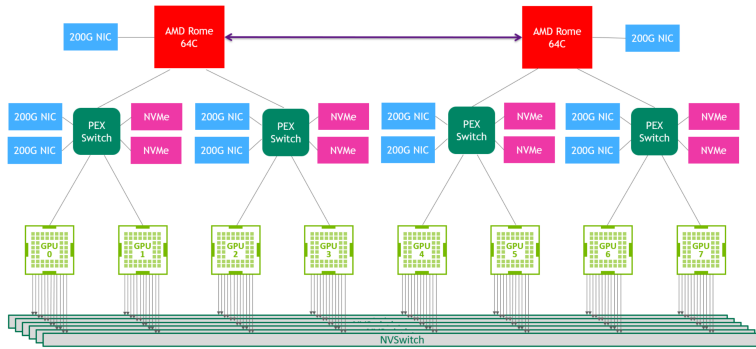 AMD Rome
64C
AMD Rome
64C
200G NIC
200G NIC
200G NIC
NVMe
200G NIC
NVMe
200G NIC
NVMe
200G NIC
NVMe
PEX
Switch
PEX
Switch
PEX
Switch
PEX
Switch
200G NIC
NVMe
200G NIC
NVMe
200G NIC
NVMe
200G NIC
NVMe
GPU
0
GPU
1
GPU
2
GPU
3
GPU
4
GPU
5
GPU
6
GPU
7
NVSwitch